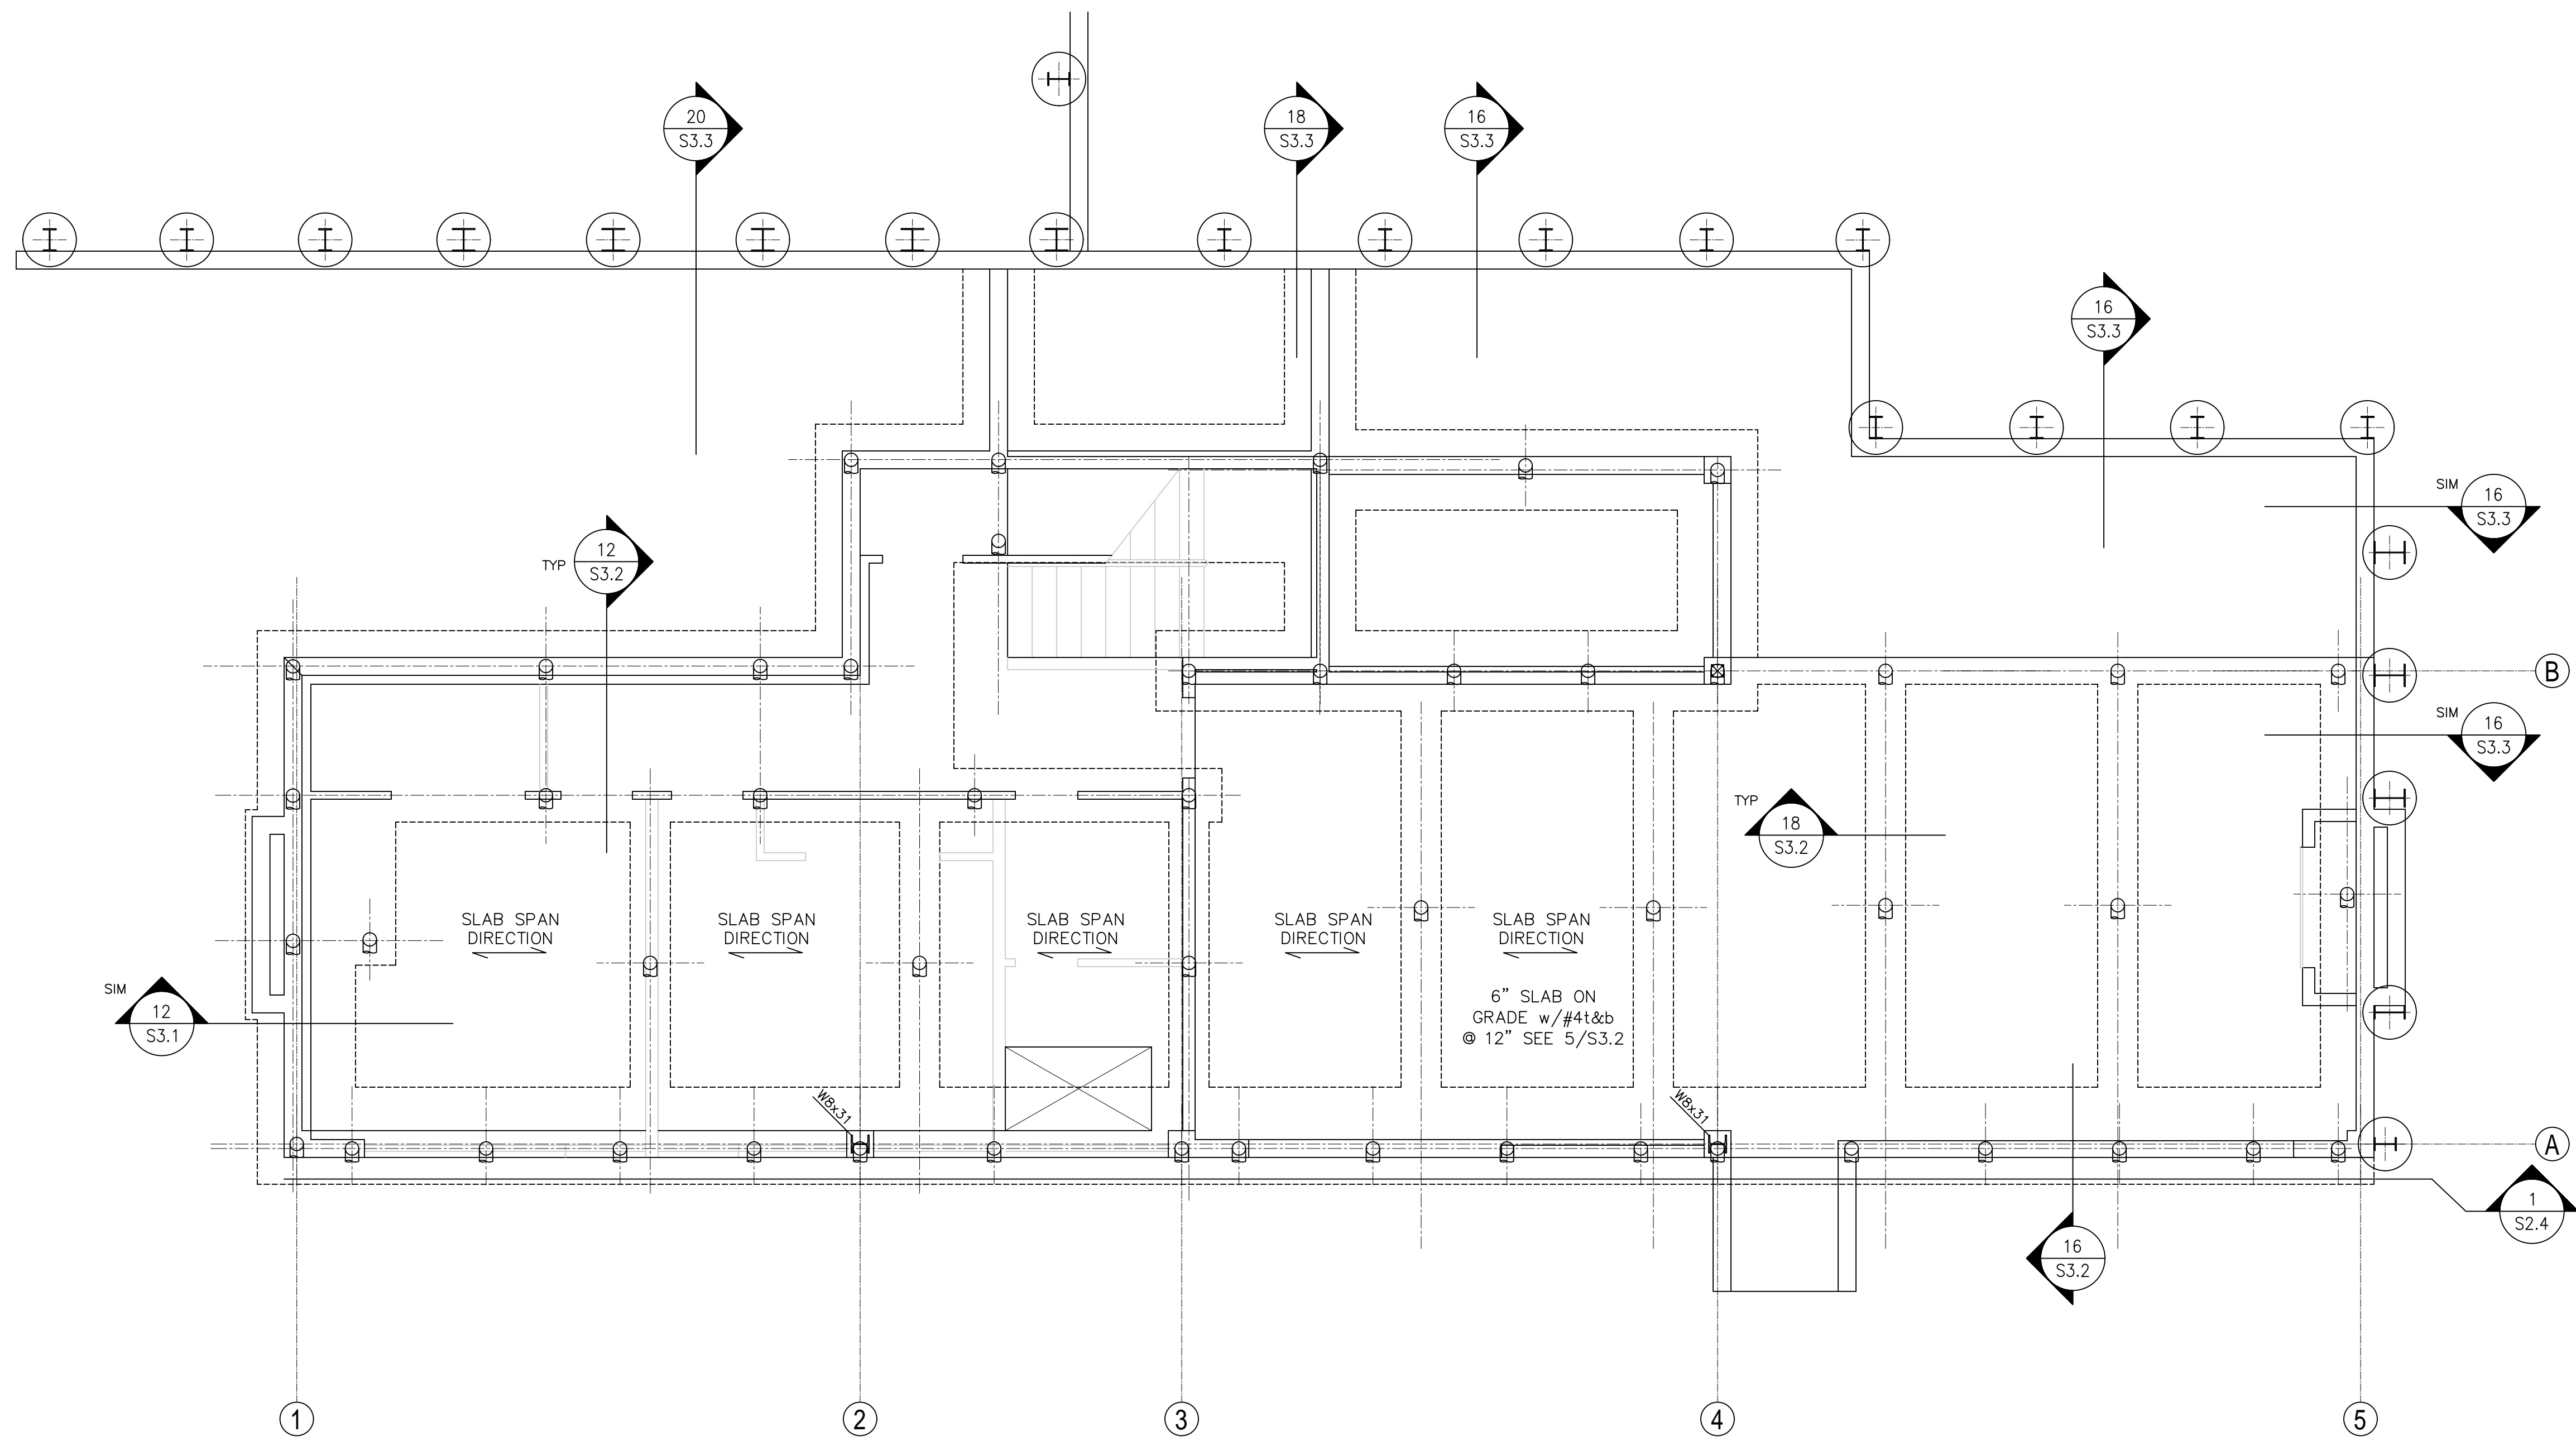 20
S3.3
18
S3.3
16
S3.3
16
S3.3
SIM
16
S3.3
TYP
12
S3.2
B
SIM
16
S3.3
TYP
18
S3.2
SLAB SPAN
DIRECTION
SLAB SPAN
DIRECTION
SLAB SPAN
DIRECTION
SLAB SPAN
DIRECTION
SLAB SPAN
DIRECTION
SIM
12
S3.1
6" SLAB ON
GRADE w/#4t&b
@ 12" SEE 5/S3.2
W8x31
W8x31
A
1
S2.4
16
S3.2
1
2
3
4
5